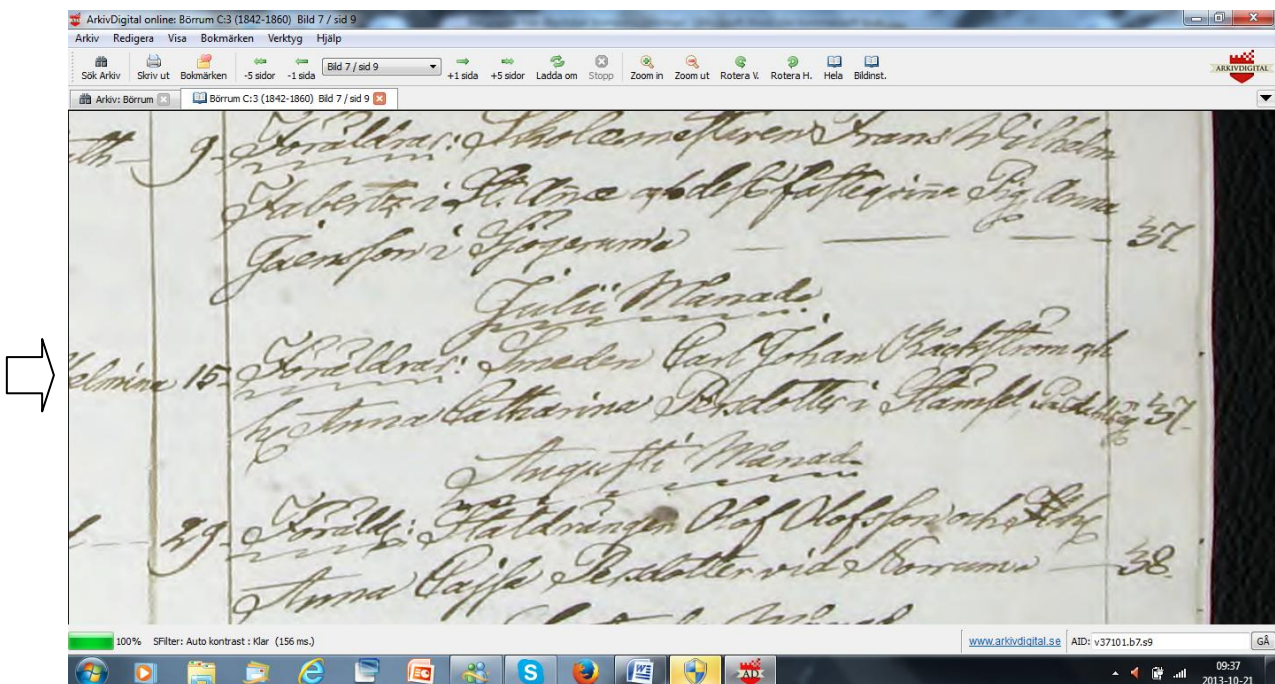 ArkivDigital online: Börrum C:3 (1842-1860) Bild 7 / sid 9
Arkiv Redigera Visa Bokmärken Verktyg Hjälp
Bild 7 / sid 9
Sök Arkiv Skriv ut Bokmärken -5 sidor -1 sida +1 sida +5 sidor Ladda om Stopp Zoom in Zoom ut Rotera V. Rotera H. Hela Bildinst.
ARKIVDIGITAL
Arkiv: Börrum Börrum C:3 (1842-1860) Bild 7 / sid 9
9. Föräldrar: Skolæmesteren Frans Wilhelm
i St. Anæ och dess fästeqvinna Pig. Anna
i 37
Julii Månad.
15. Föräldrar: Smeden Carl Johan Bäckström och
h. Anna Catharina Persdotter i 37
Augusti Månad
29. Föräldr: Statdrängen Olof Olofsson och
Anna Cajsa Persdotter vid Norrum 38.
100% SFilter: Auto kontrast : Klar (156 ms.)
www.arkivdigital.se AID: v37101.b7.s9 GÅ
09:37
2013-10-21